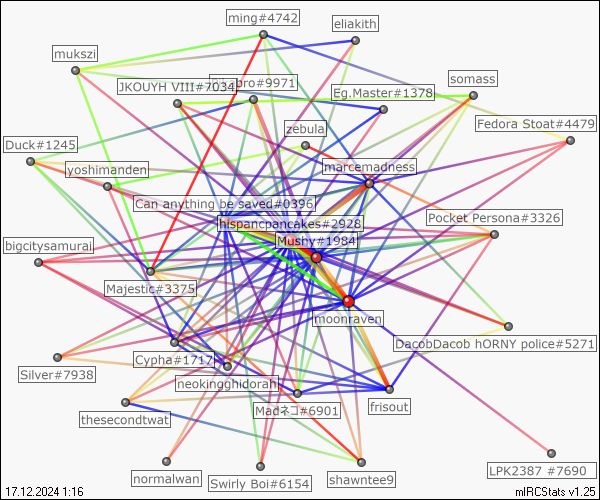 ming#4742
eliakith
mukszi
JKOUYH VIII#7034
bro#9971
Eg.Master#1378
somass
Fedora Stoat#4479
zebula
Duck#1245
yoshimanden
marcemadness
Can anything be saved#0396
hispancpancakes#2928
Pocket Persona#3326
Mushy#1984
bigcitysamurai
Majestic#3375
moonraven
DacobDacob hORNY police#5271
Cypha#1717
Silver#7938
neokingghidorah
Madネコ#6901
frisout
thesecondtwat
normalwan
Swirly Boi#6154
shawntee9
LPK2387 #7690
17.12.2024 1:16
mIRCStats v1.25